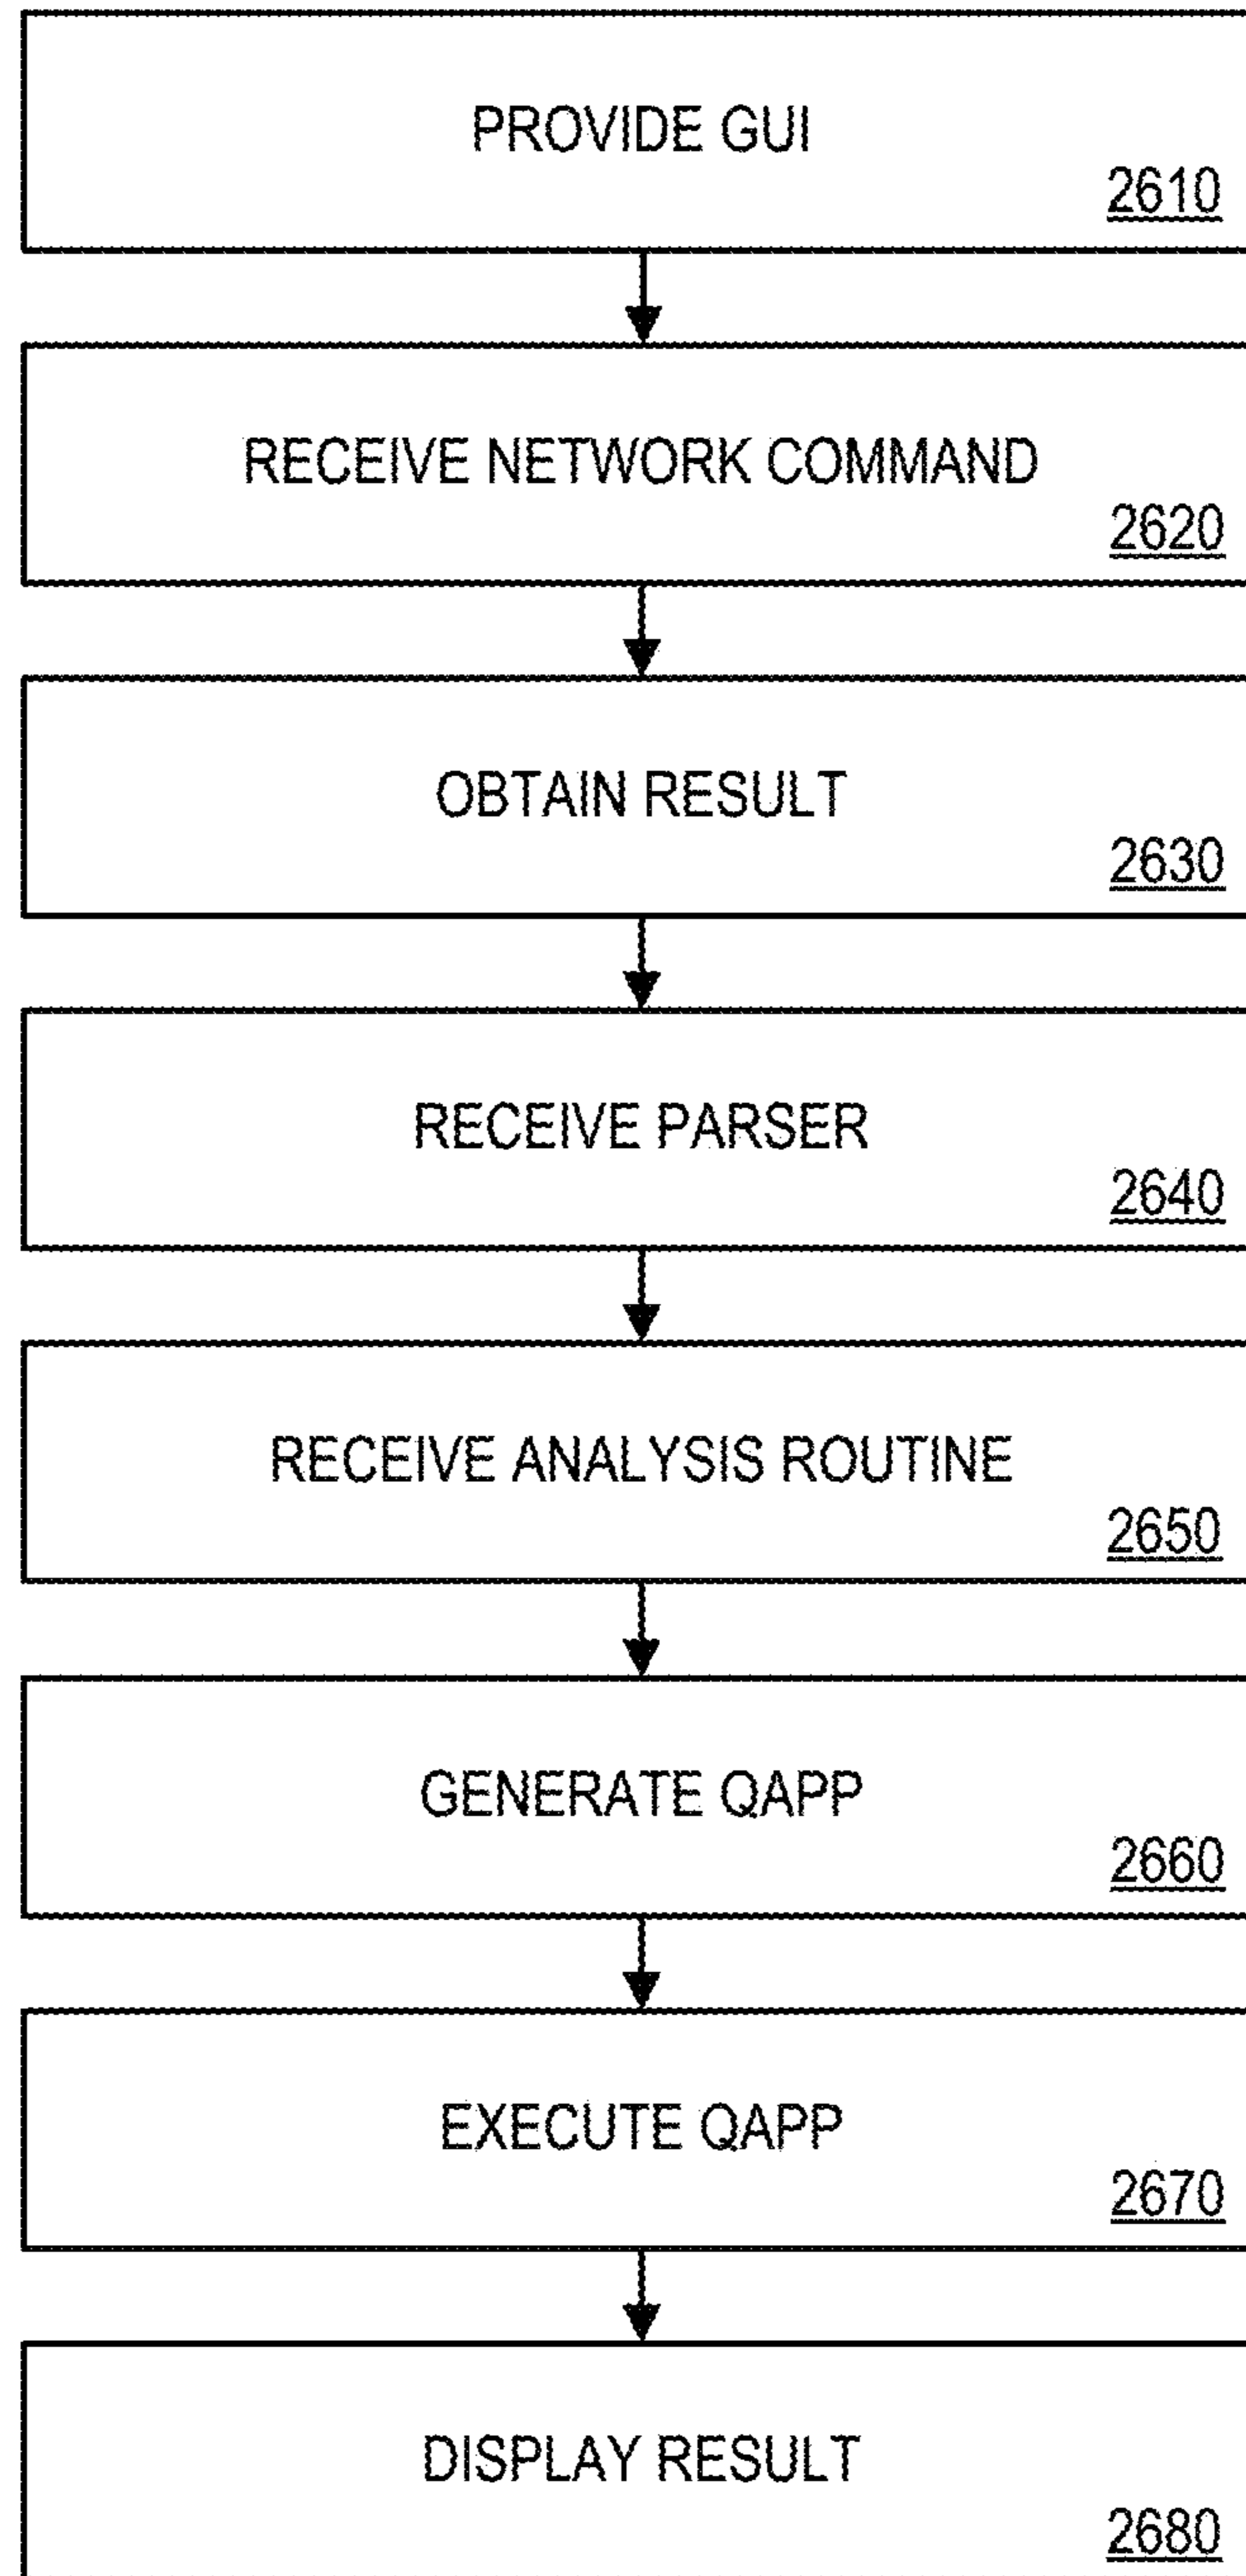 PROVIDE GUI
2610
RECEIVE NETWORK COMMAND
2620
OBTAIN RESULT
2630
RECEIVE PARSER
2640
RECEIVE ANALYSIS ROUTINE
2650
GENERATE QAPP
2660
EXECUTE QAPP
2670
DISPLAY RESULT
2680